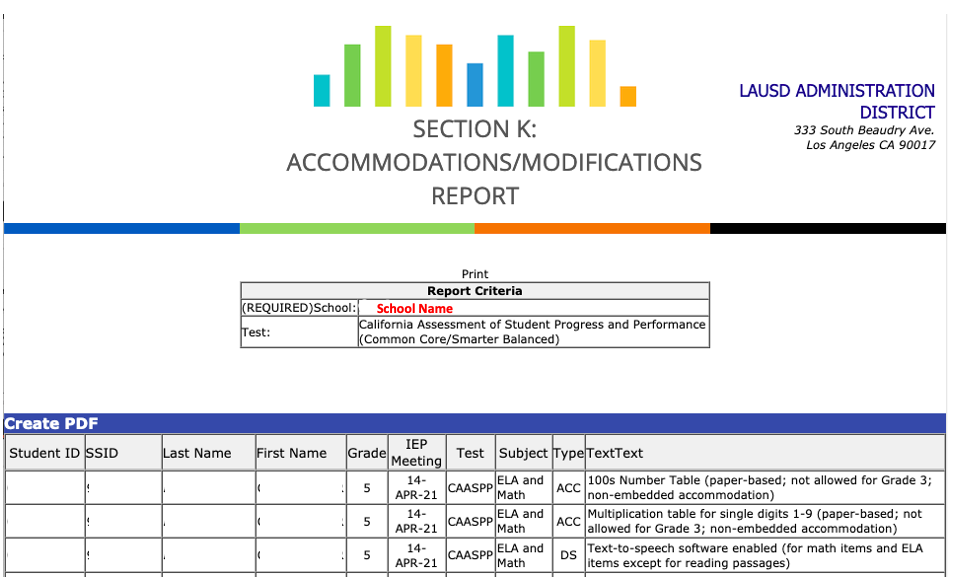 SECTION K:
ACCOMMODATIONS/MODIFICATIONS
REPORT
LAUSD ADMINISTRATION
DISTRICT
333 South Beaudry Ave.
Los Angeles CA 90017
Print
Report Criteria
(REQUIRED)School: School Name
Test: California Assessment of Student Progress and Performance
(Common Core/Smarter Balanced)
Create PDF
Student ID SSID Last Name First Name Grade IEP Meeting Test Subject Type TextText
5 14-APR-21 CAASPP ELA and Math ACC 100s Number Table (paper-based; not allowed for Grade 3;
non-embedded accommodation)
5 14-APR-21 CAASPP ELA and Math ACC Multiplication table for single digits 1-9 (paper-based; not
allowed for Grade 3; non-embedded accommodation)
5 14-APR-21 CAASPP ELA and Math DS Text-to-speech software enabled (for math items and ELA
items except for reading passages)